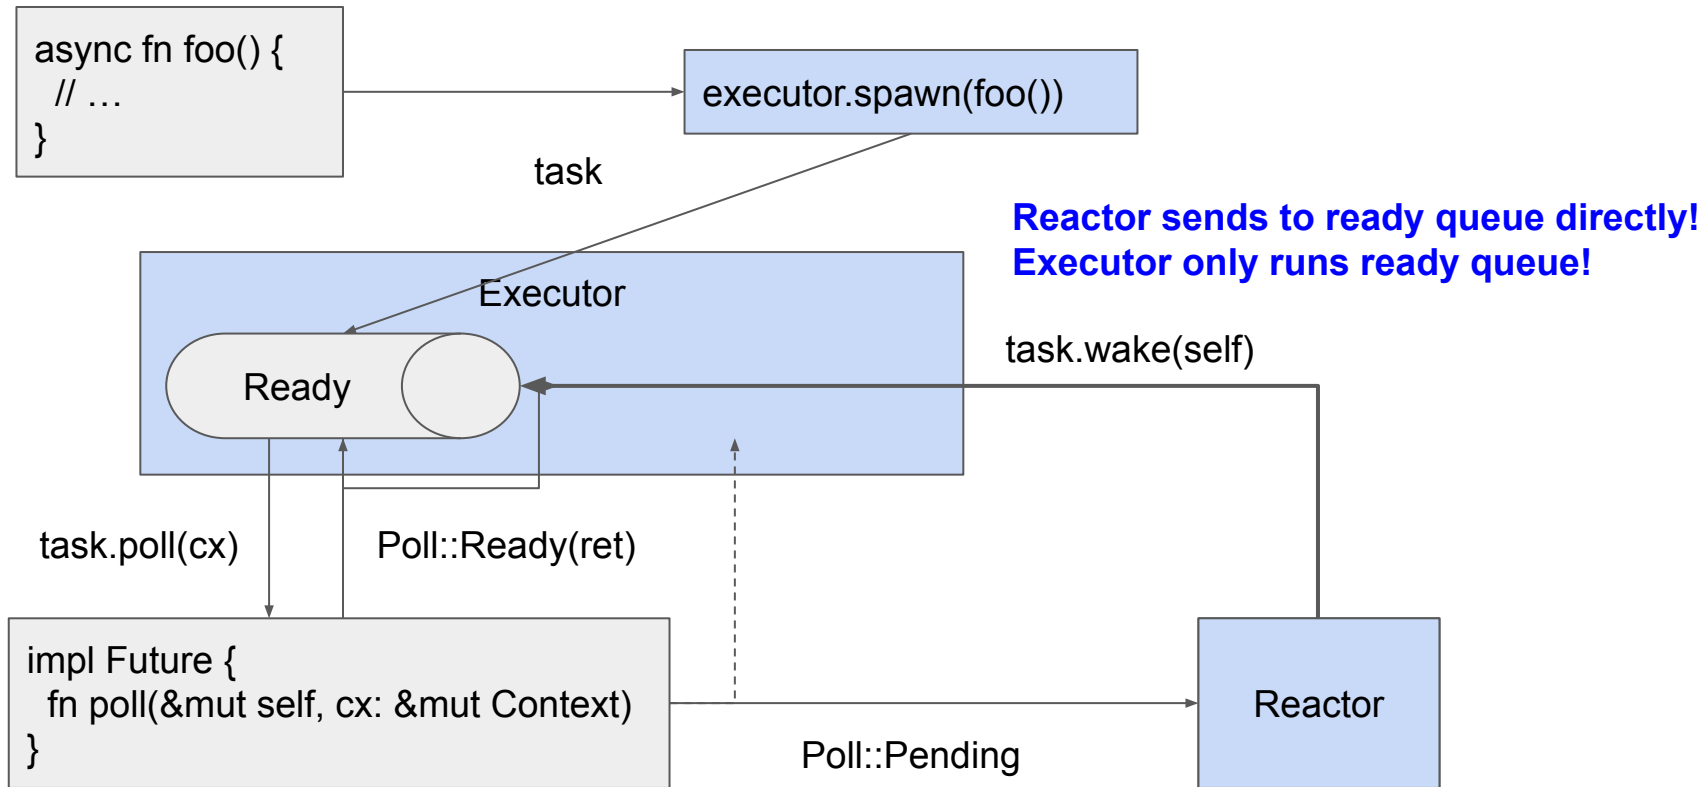 async fn foo() {
// …
}
executor.spawn(foo())
task
Reactor sends to ready queue directly!
Executor only runs ready queue!
Executor
task.wake(self)
Ready
task.poll(cx)
Poll::Ready(ret)
impl Future {
fn poll(&mut self, cx: &mut Context)
}
Reactor
Poll::Pending